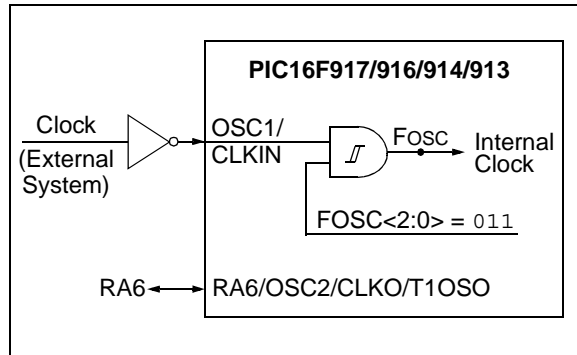 PIC16F917/916/914/913
Clock
(External
System)
OSC1/
CLKIN
FOSC
Internal
Clock
FOSC<2:0> = 011
RA6
RA6/OSC2/CLKO/T1OSO